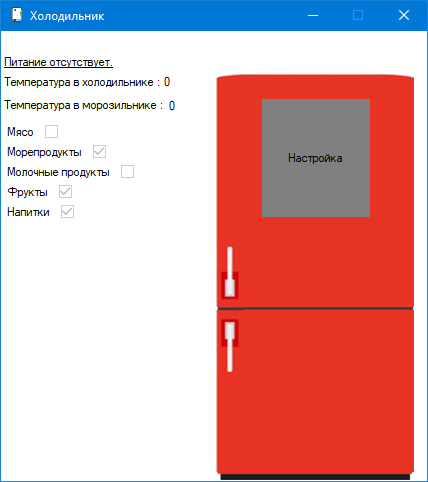 Холодильник
Питание отсутствует.
Температура в холодильнике : 0
Температура в морозильнике : 0
Мясо
Морепродукты
Молочные продукты
Фрукты
Напитки
Настройка